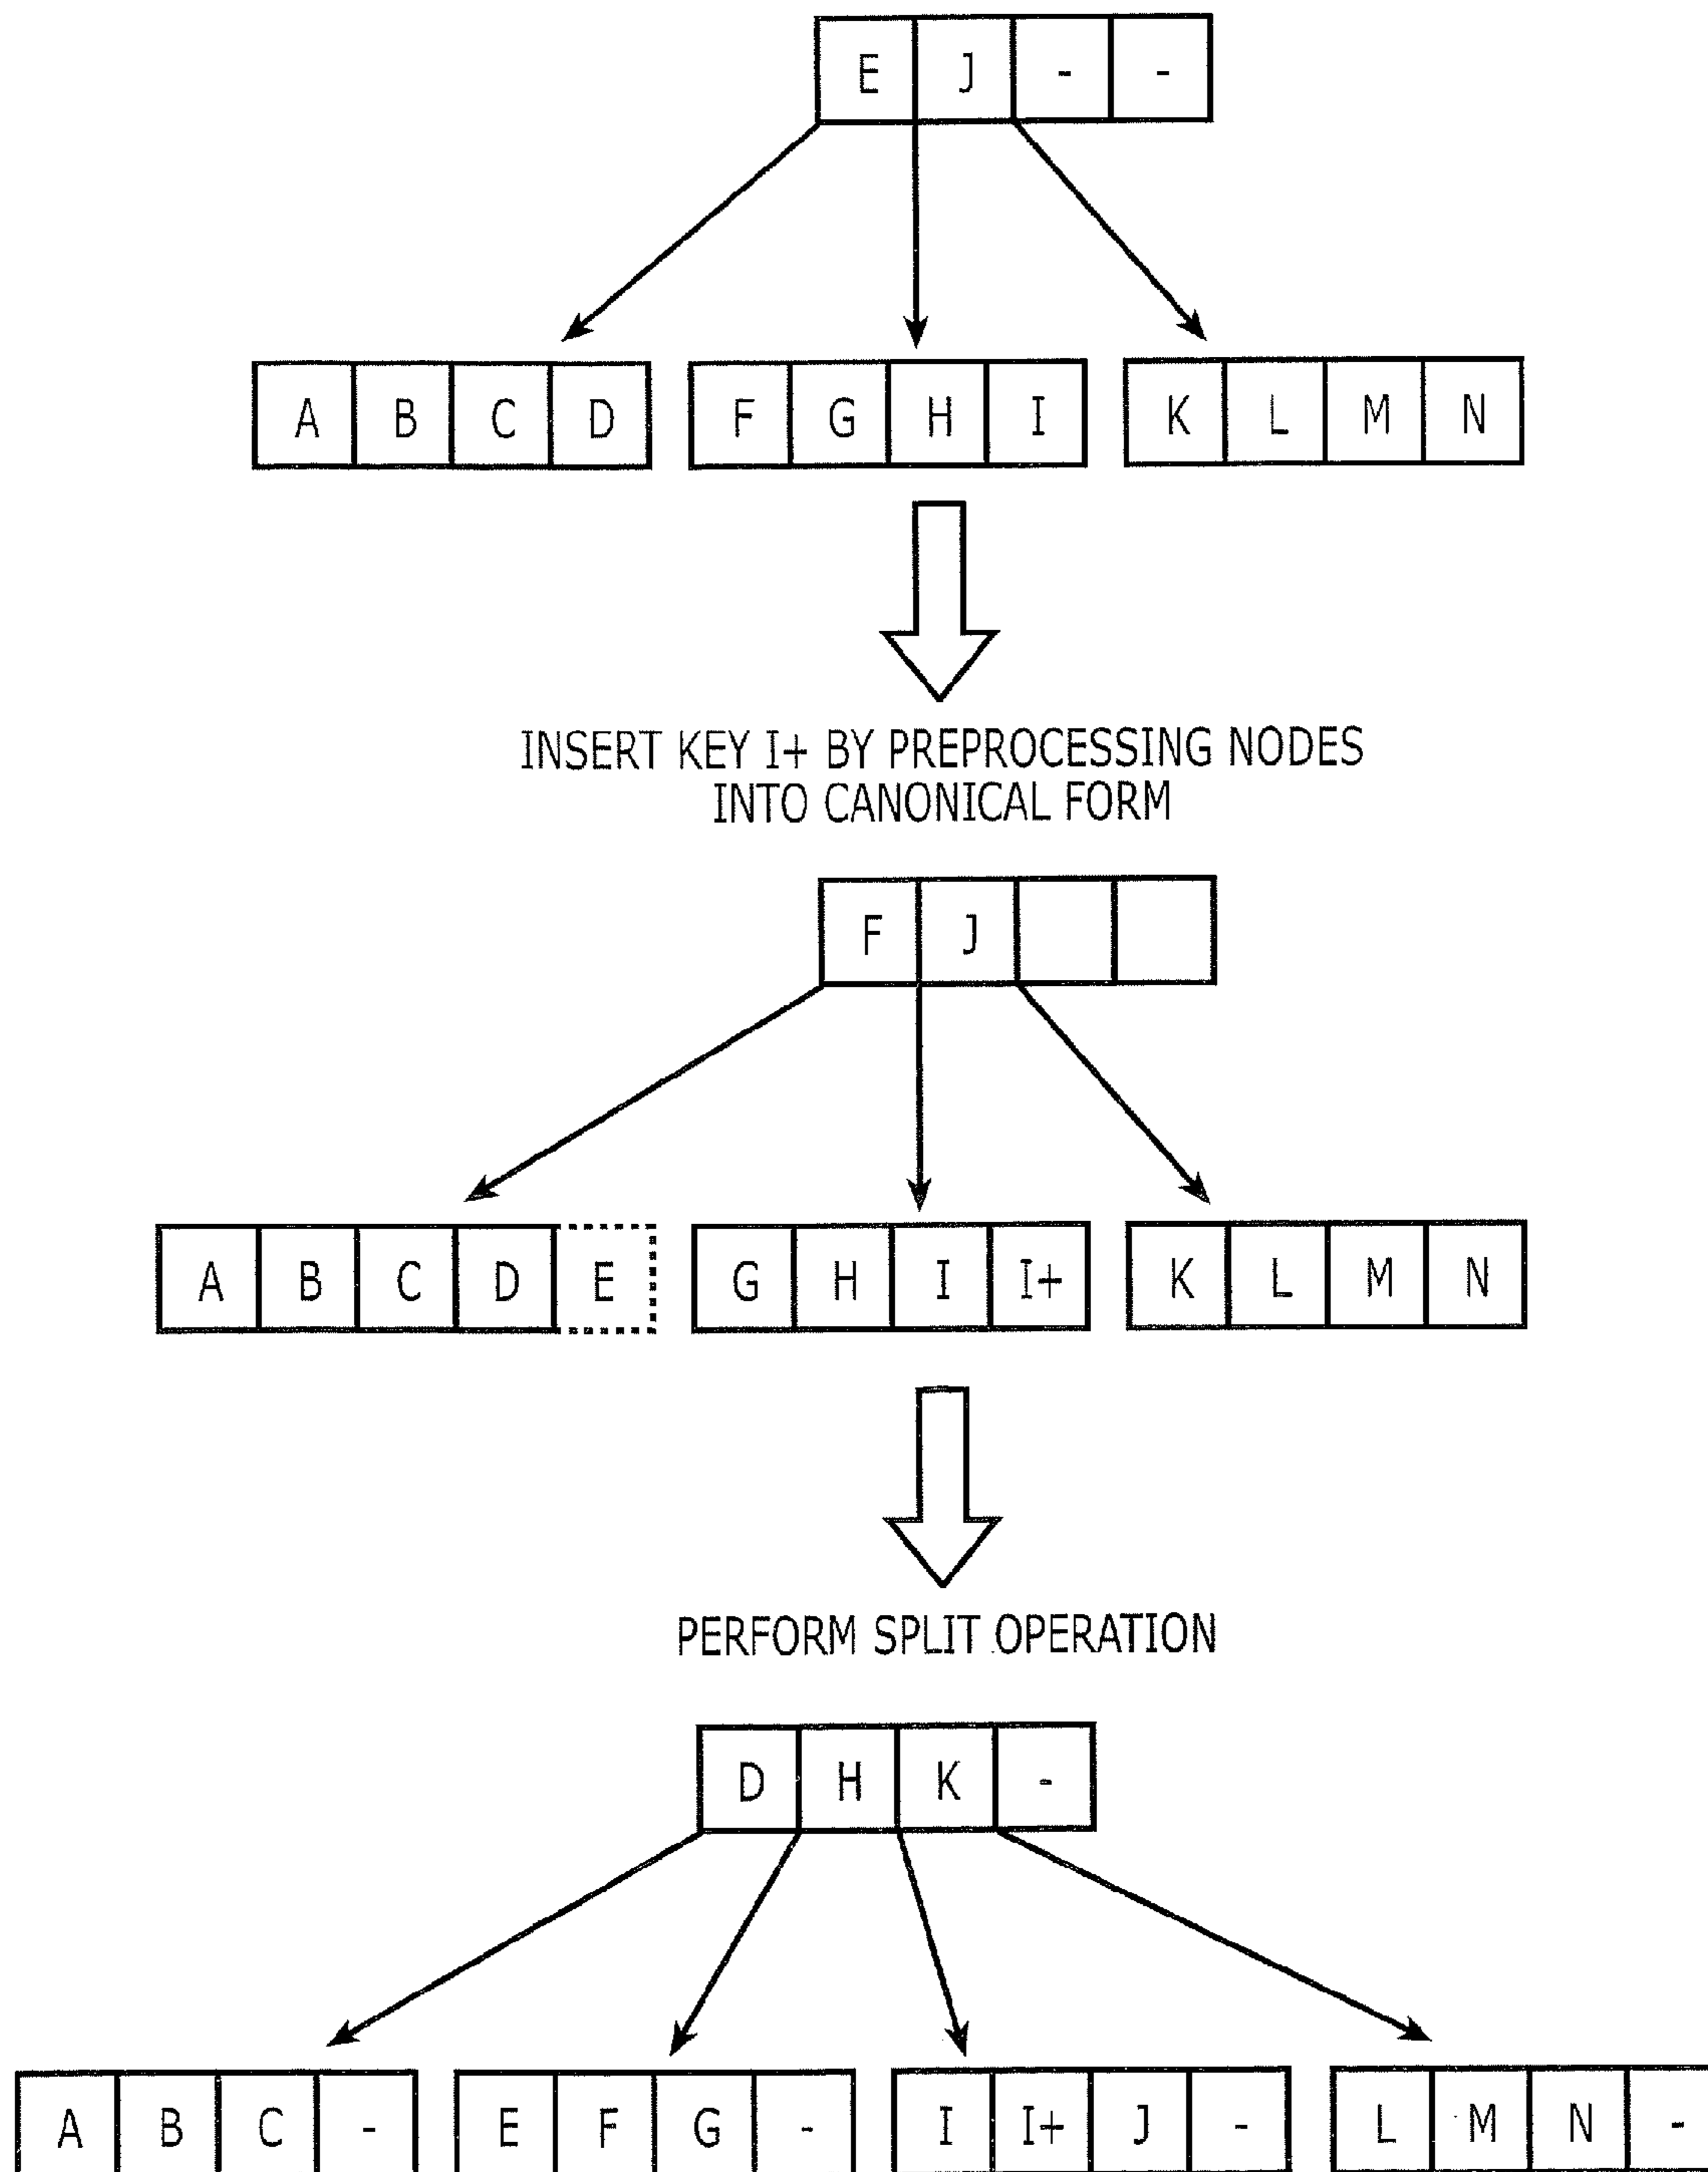 E J - -
A B C D F G H I K L M N
INSERT KEY I+ BY PREPROCESSING NODES
INTO CANONICAL FORM
F J
A B C D E G H I I+ K L M N
PERFORM SPLIT OPERATION
D H K -
A B C - E F G - I I+ J - L M N -